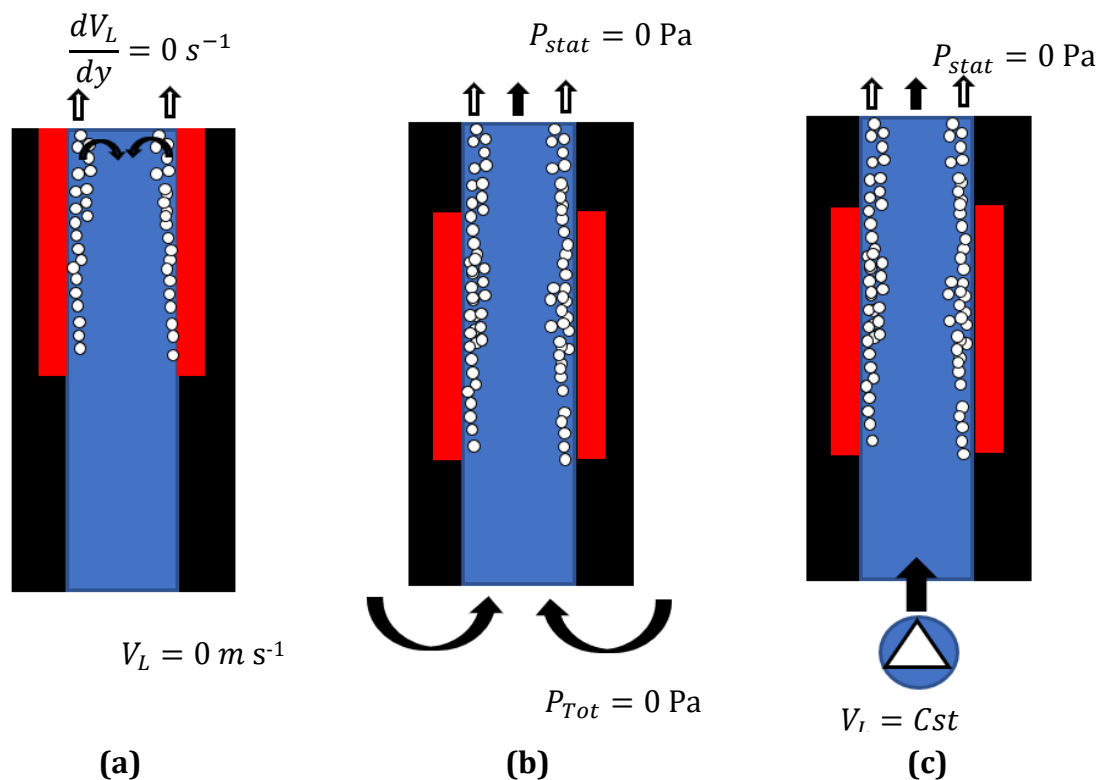 dV_L/dy = 0 s⁻¹
P_stat = 0 Pa
P_stat = 0 Pa
V_L = 0 m s⁻¹
P_Tot = 0 Pa
V_L = Cst
(a)
(b)
(c)